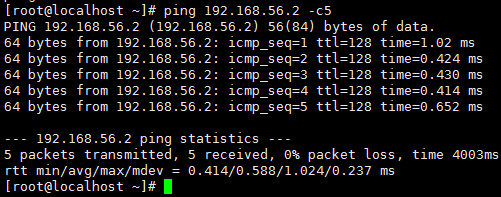 [root@localhost ~]# ping 192.168.56.2 -c5
PING 192.168.56.2 (192.168.56.2) 56(84) bytes of data.
64 bytes from 192.168.56.2: icmp_seq=1 ttl=128 time=1.02 ms
64 bytes from 192.168.56.2: icmp_seq=2 ttl=128 time=0.424 ms
64 bytes from 192.168.56.2: icmp_seq=3 ttl=128 time=0.430 ms
64 bytes from 192.168.56.2: icmp_seq=4 ttl=128 time=0.414 ms
64 bytes from 192.168.56.2: icmp_seq=5 ttl=128 time=0.652 ms
--- 192.168.56.2 ping statistics ---
5 packets transmitted, 5 received, 0% packet loss, time 4003ms
rtt min/avg/max/mdev = 0.414/0.588/1.024/0.237 ms
[root@localhost ~]#